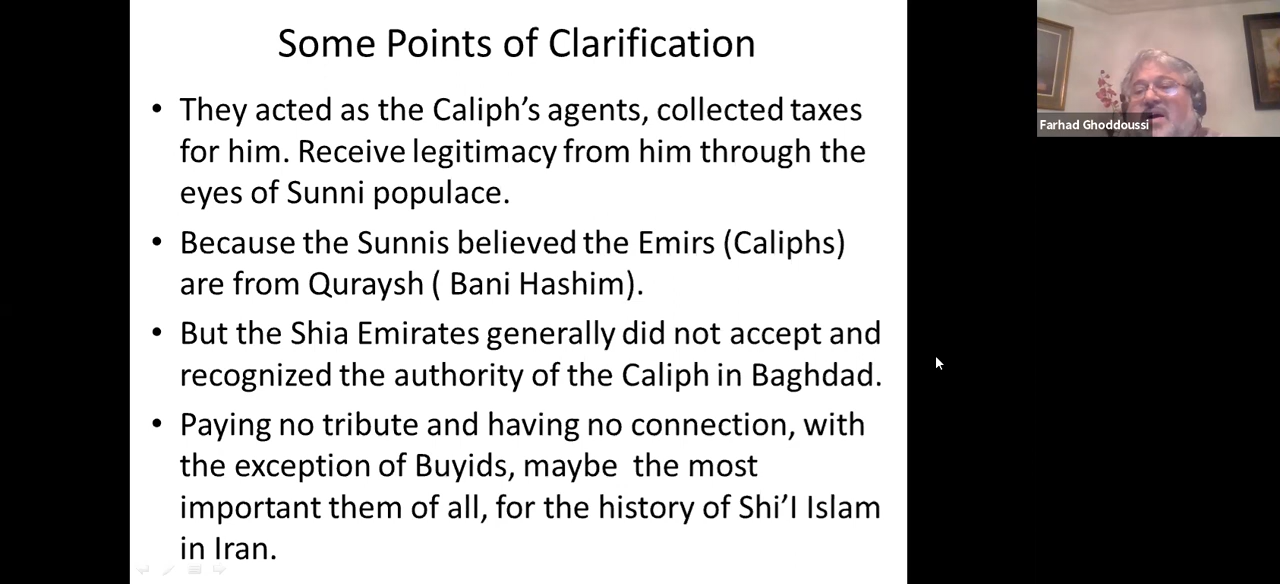 Some Points of Clarification
• They acted as the Caliph’s agents, collected taxes
for him. Receive legitimacy from him through the
eyes of Sunni populace.
• Because the Sunnis believed the Emirs (Caliphs)
are from Quraysh ( Bani Hashim).
• But the Shia Emirates generally did not accept and
recognized the authority of the Caliph in Baghdad.
• Paying no tribute and having no connection, with
the exception of Buyids, maybe  the most
important them of all, for the history of Shi’I Islam
in Iran.
Farhad Ghoddoussi